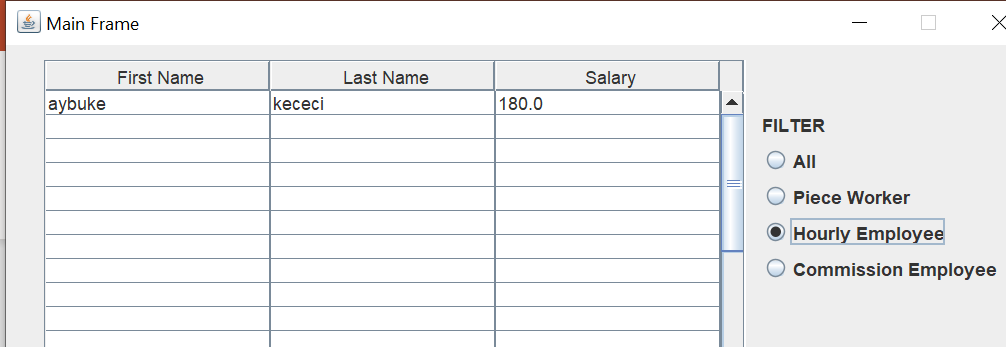 Main Frame
First Name Last Name Salary
aybuke kececi 180.0
FILTER
All
Piece Worker
Hourly Employee
Commission Employee